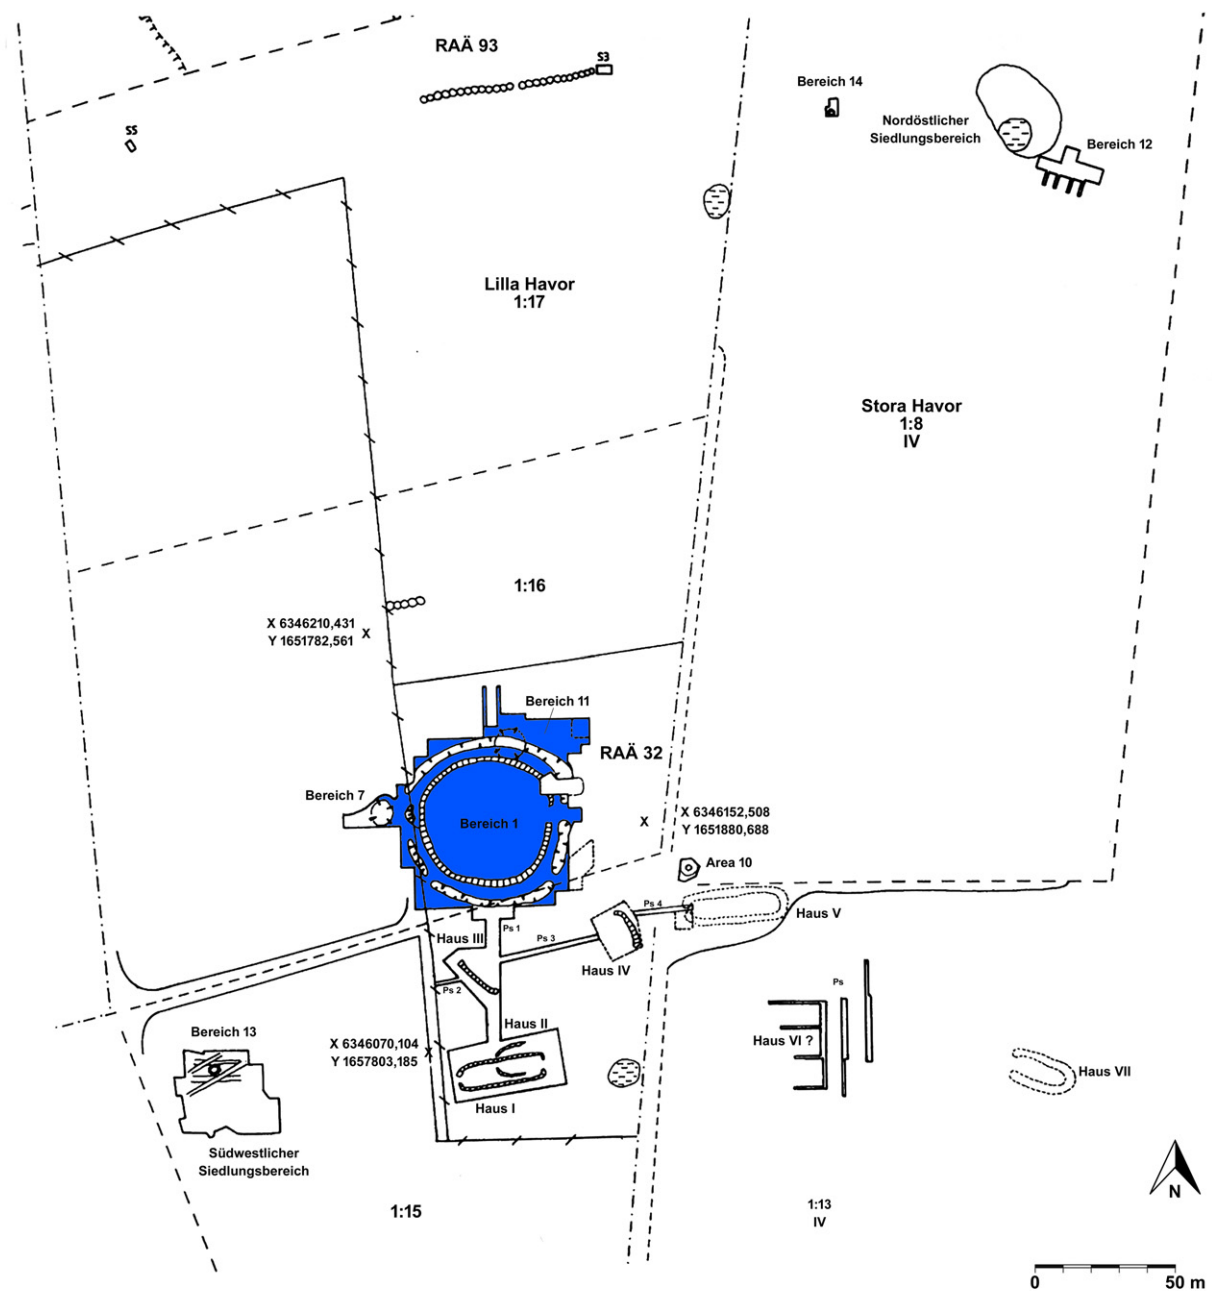 RAÄ 93
S3
SS
Bereich 14
Nordöstlicher
Siedlungsbereich
Bereich 12
Lilla Havor
1:17
Stora Havor
1:8
IV
1:16
X 6346210,431
Y 1651782,561
X
Bereich 11
RAÄ 32
Bereich 7
Bereich 1
X 6346152,508
Y 1651880,688
X
Area 10
Haus V
Ps 4
Ps 1
Haus III
Ps 3
Haus IV
Ps 2
Ps
Haus II
Bereich 13
X 6346070,104
Y 1657803,185
X
Haus VI ?
Haus VII
Haus I
Südwestlicher
Siedlungsbereich
1:15
1:13
IV
N
0
50 m